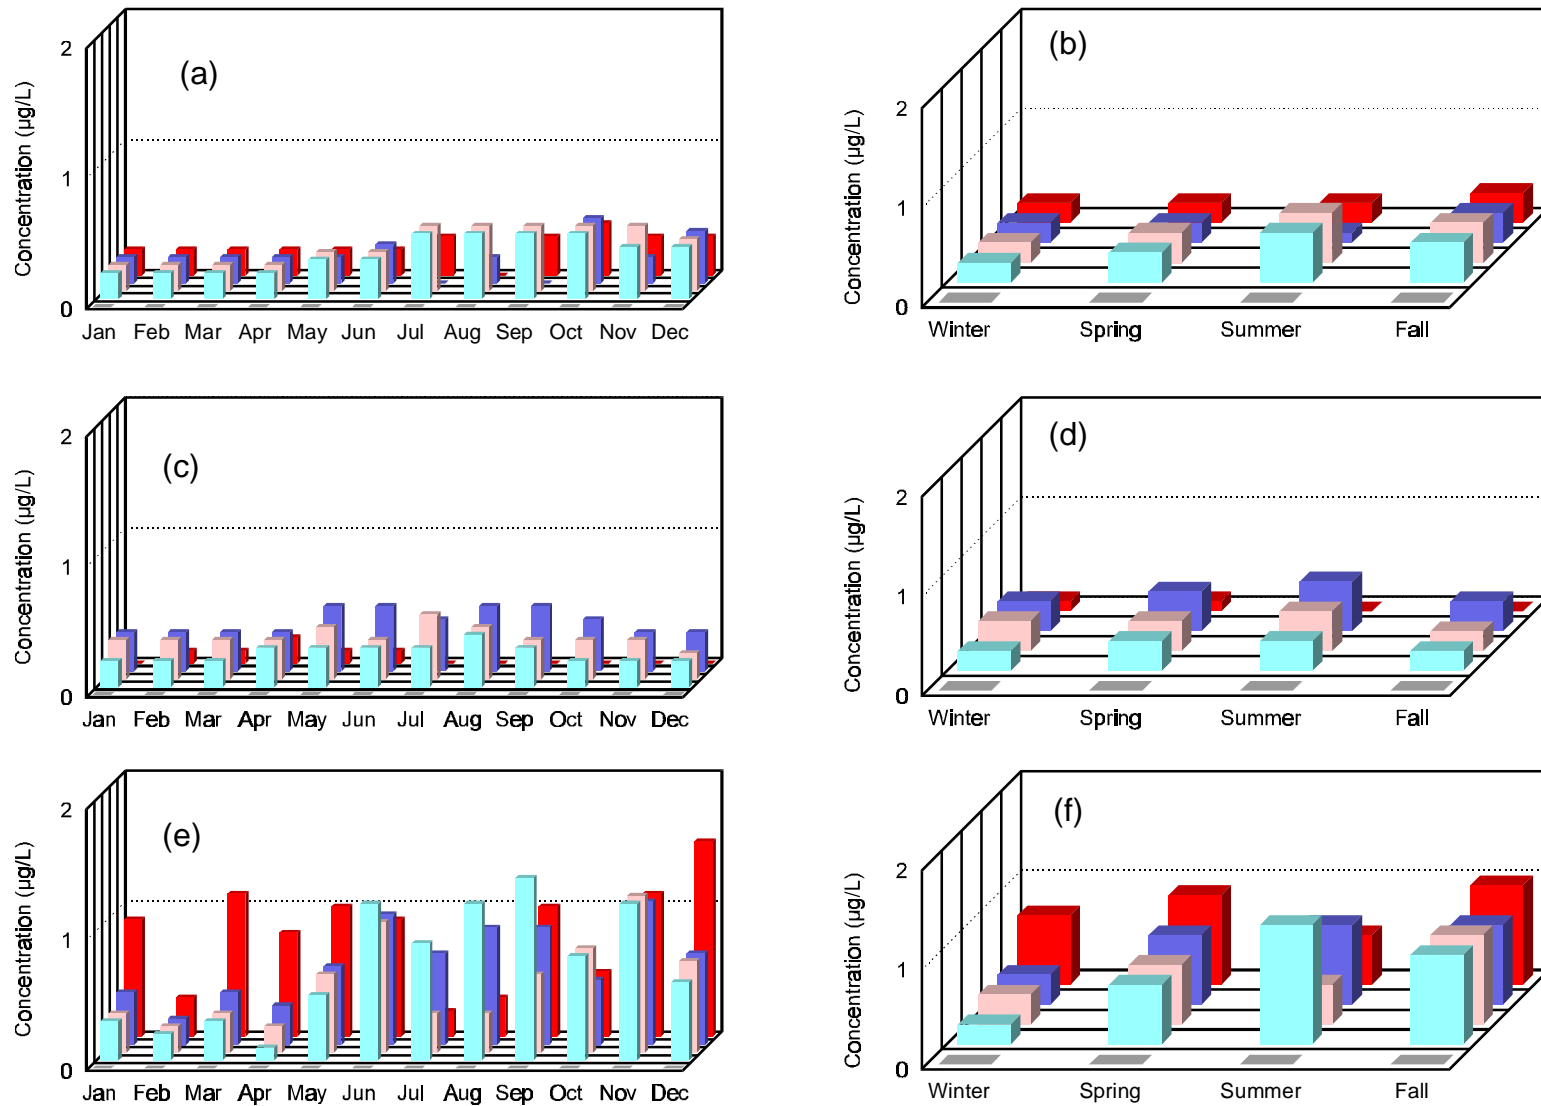 (a)
2
1
0
Concentration (µg/L)
Jan Feb Mar Apr May Jun Jul Aug Sep Oct Nov Dec
(b)
2
1
0
Concentration (µg/L)
Winter Spring Summer Fall
(c)
2
1
0
Concentration (µg/L)
Jan Feb Mar Apr May Jun Jul Aug Sep Oct Nov Dec
(d)
2
1
0
Concentration (µg/L)
Winter Spring Summer Fall
(e)
2
1
0
Concentration (µg/L)
Jan Feb Mar Apr May Jun Jul Aug Sep Oct Nov Dec
(f)
2
1
0
Concentration (µg/L)
Winter Spring Summer Fall